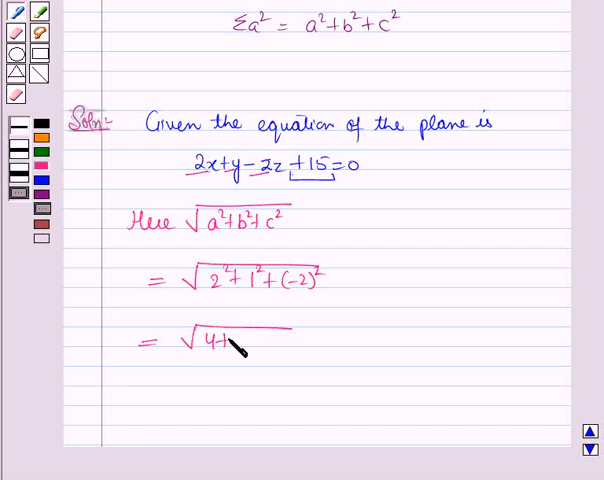 Σa² = a²+b²+c²
Soln:- Given the equation of the plane is
2x+y-2z+15=0
Here √a²+b²+c²
= √2²+1²+(-2)²
= √4+